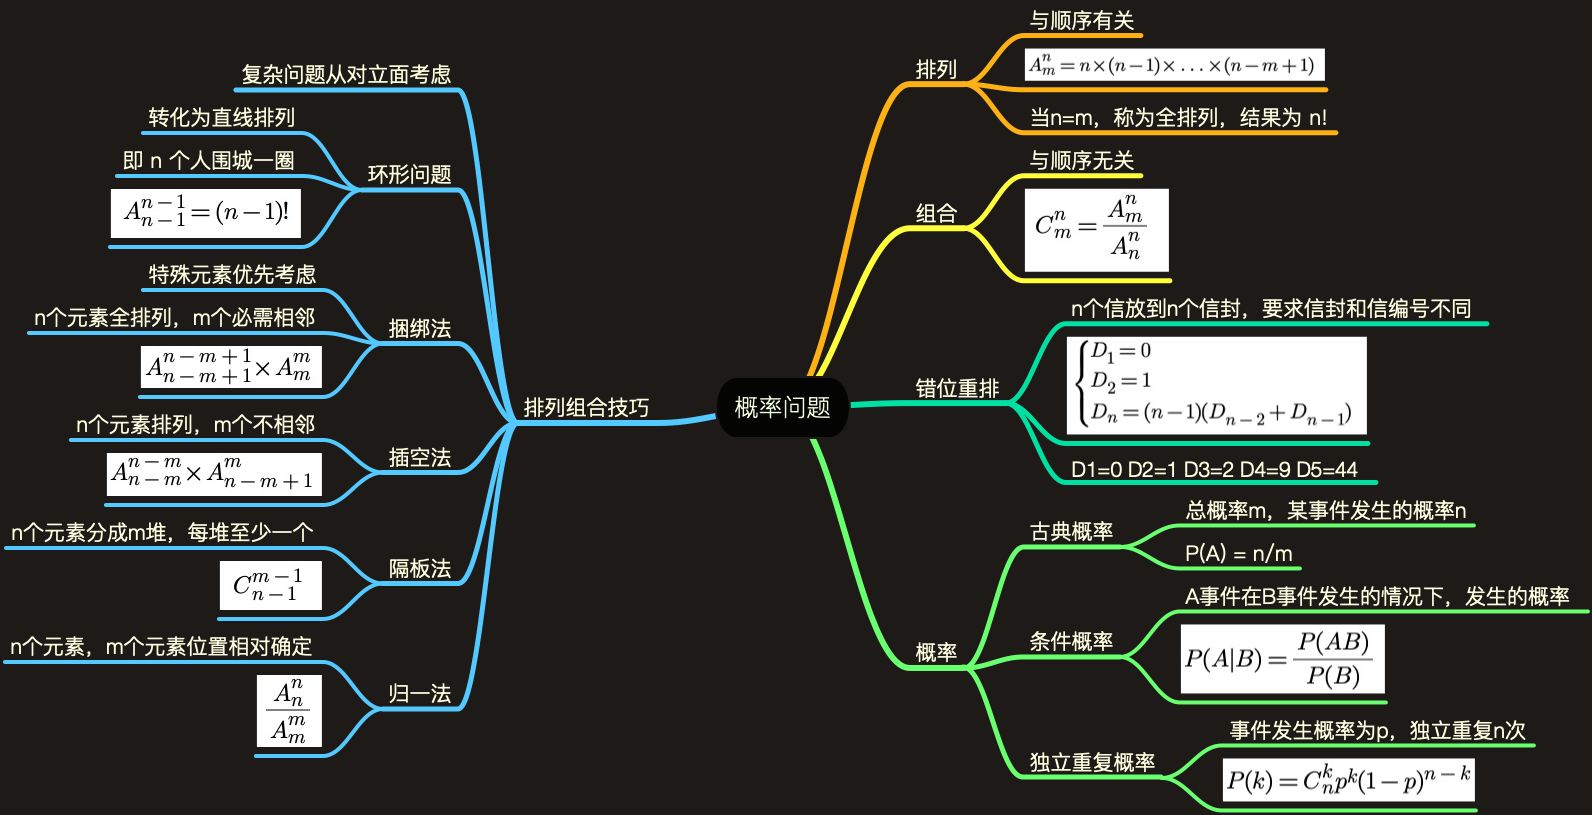 概率问题
排列
与顺序有关
A_m^n = n×(n−1)×...×(n−m+1)
当n=m，称为全排列，结果为 n!
组合
与顺序无关
C_m^n = A_m^n / A_n^n
错位重排
n个信放到n个信封，要求信封和信编号不同
D_1 = 0
D_2 = 1
D_n = (n−1)(D_{n−2} + D_{n−1})
D1=0 D2=1 D3=2 D4=9 D5=44
概率
古典概率
总概率m，某事件发生的概率n
P(A) = n/m
条件概率
A事件在B事件发生的情况下，发生的概率
P(A|B) = P(AB) / P(B)
独立重复概率
事件发生概率为p，独立重复n次
P(k) = C_n^k p^k (1−p)^{n−k}
排列组合技巧
复杂问题从对立面考虑
环形问题
转化为直线排列
即 n 个人围城一圈
A_{n−1}^{n−1} = (n−1)!
捆绑法
特殊元素优先考虑
n个元素全排列，m个必需相邻
A_{n−m+1}^{n−m+1} × A_m^m
插空法
n个元素排列，m个不相邻
A_{n−m}^{n−m} × A_{n−m+1}^m
隔板法
n个元素分成m堆，每堆至少一个
C_{n−1}^{m−1}
归一法
n个元素，m个元素位置相对确定
A_n^n / A_m^m